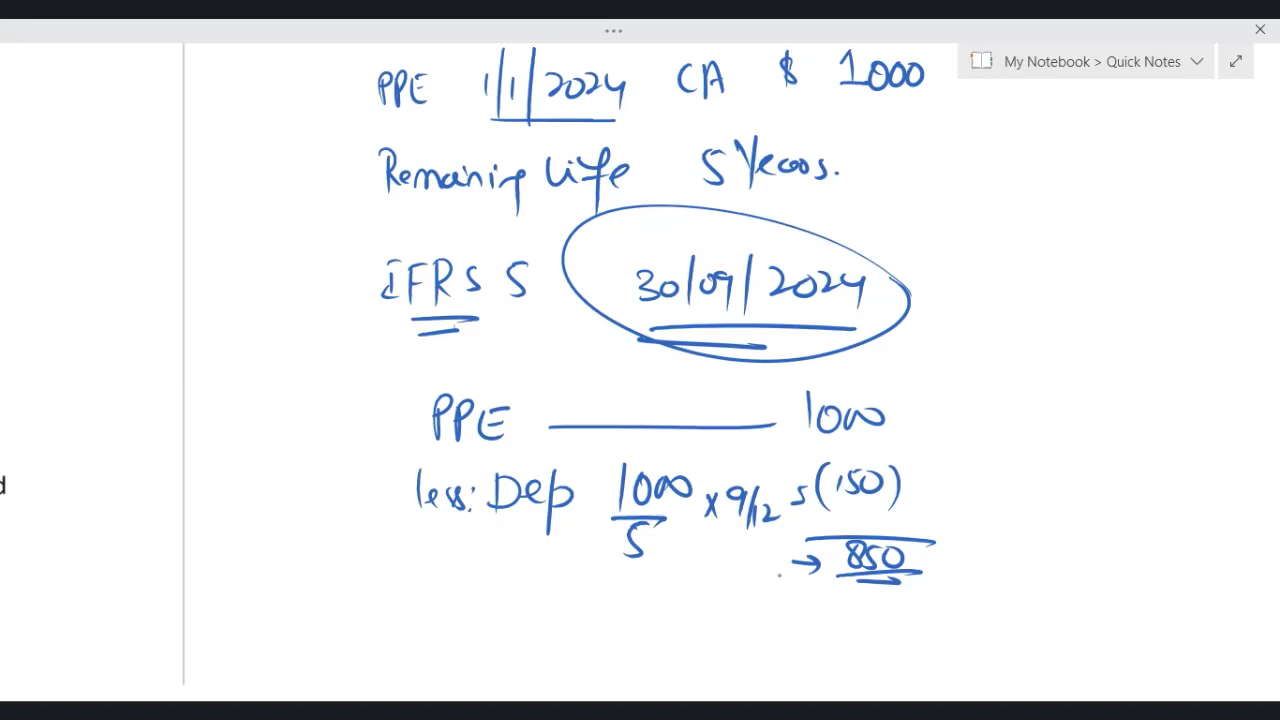 My Notebook > Quick Notes
PPE 1/1/2024 CA $ 1000
Remaining life 5 Years.
IFRS 5 30/09/2024
PPE 1000
less: Dep 1000/5 x 9/12 = (150)
→ 850
d